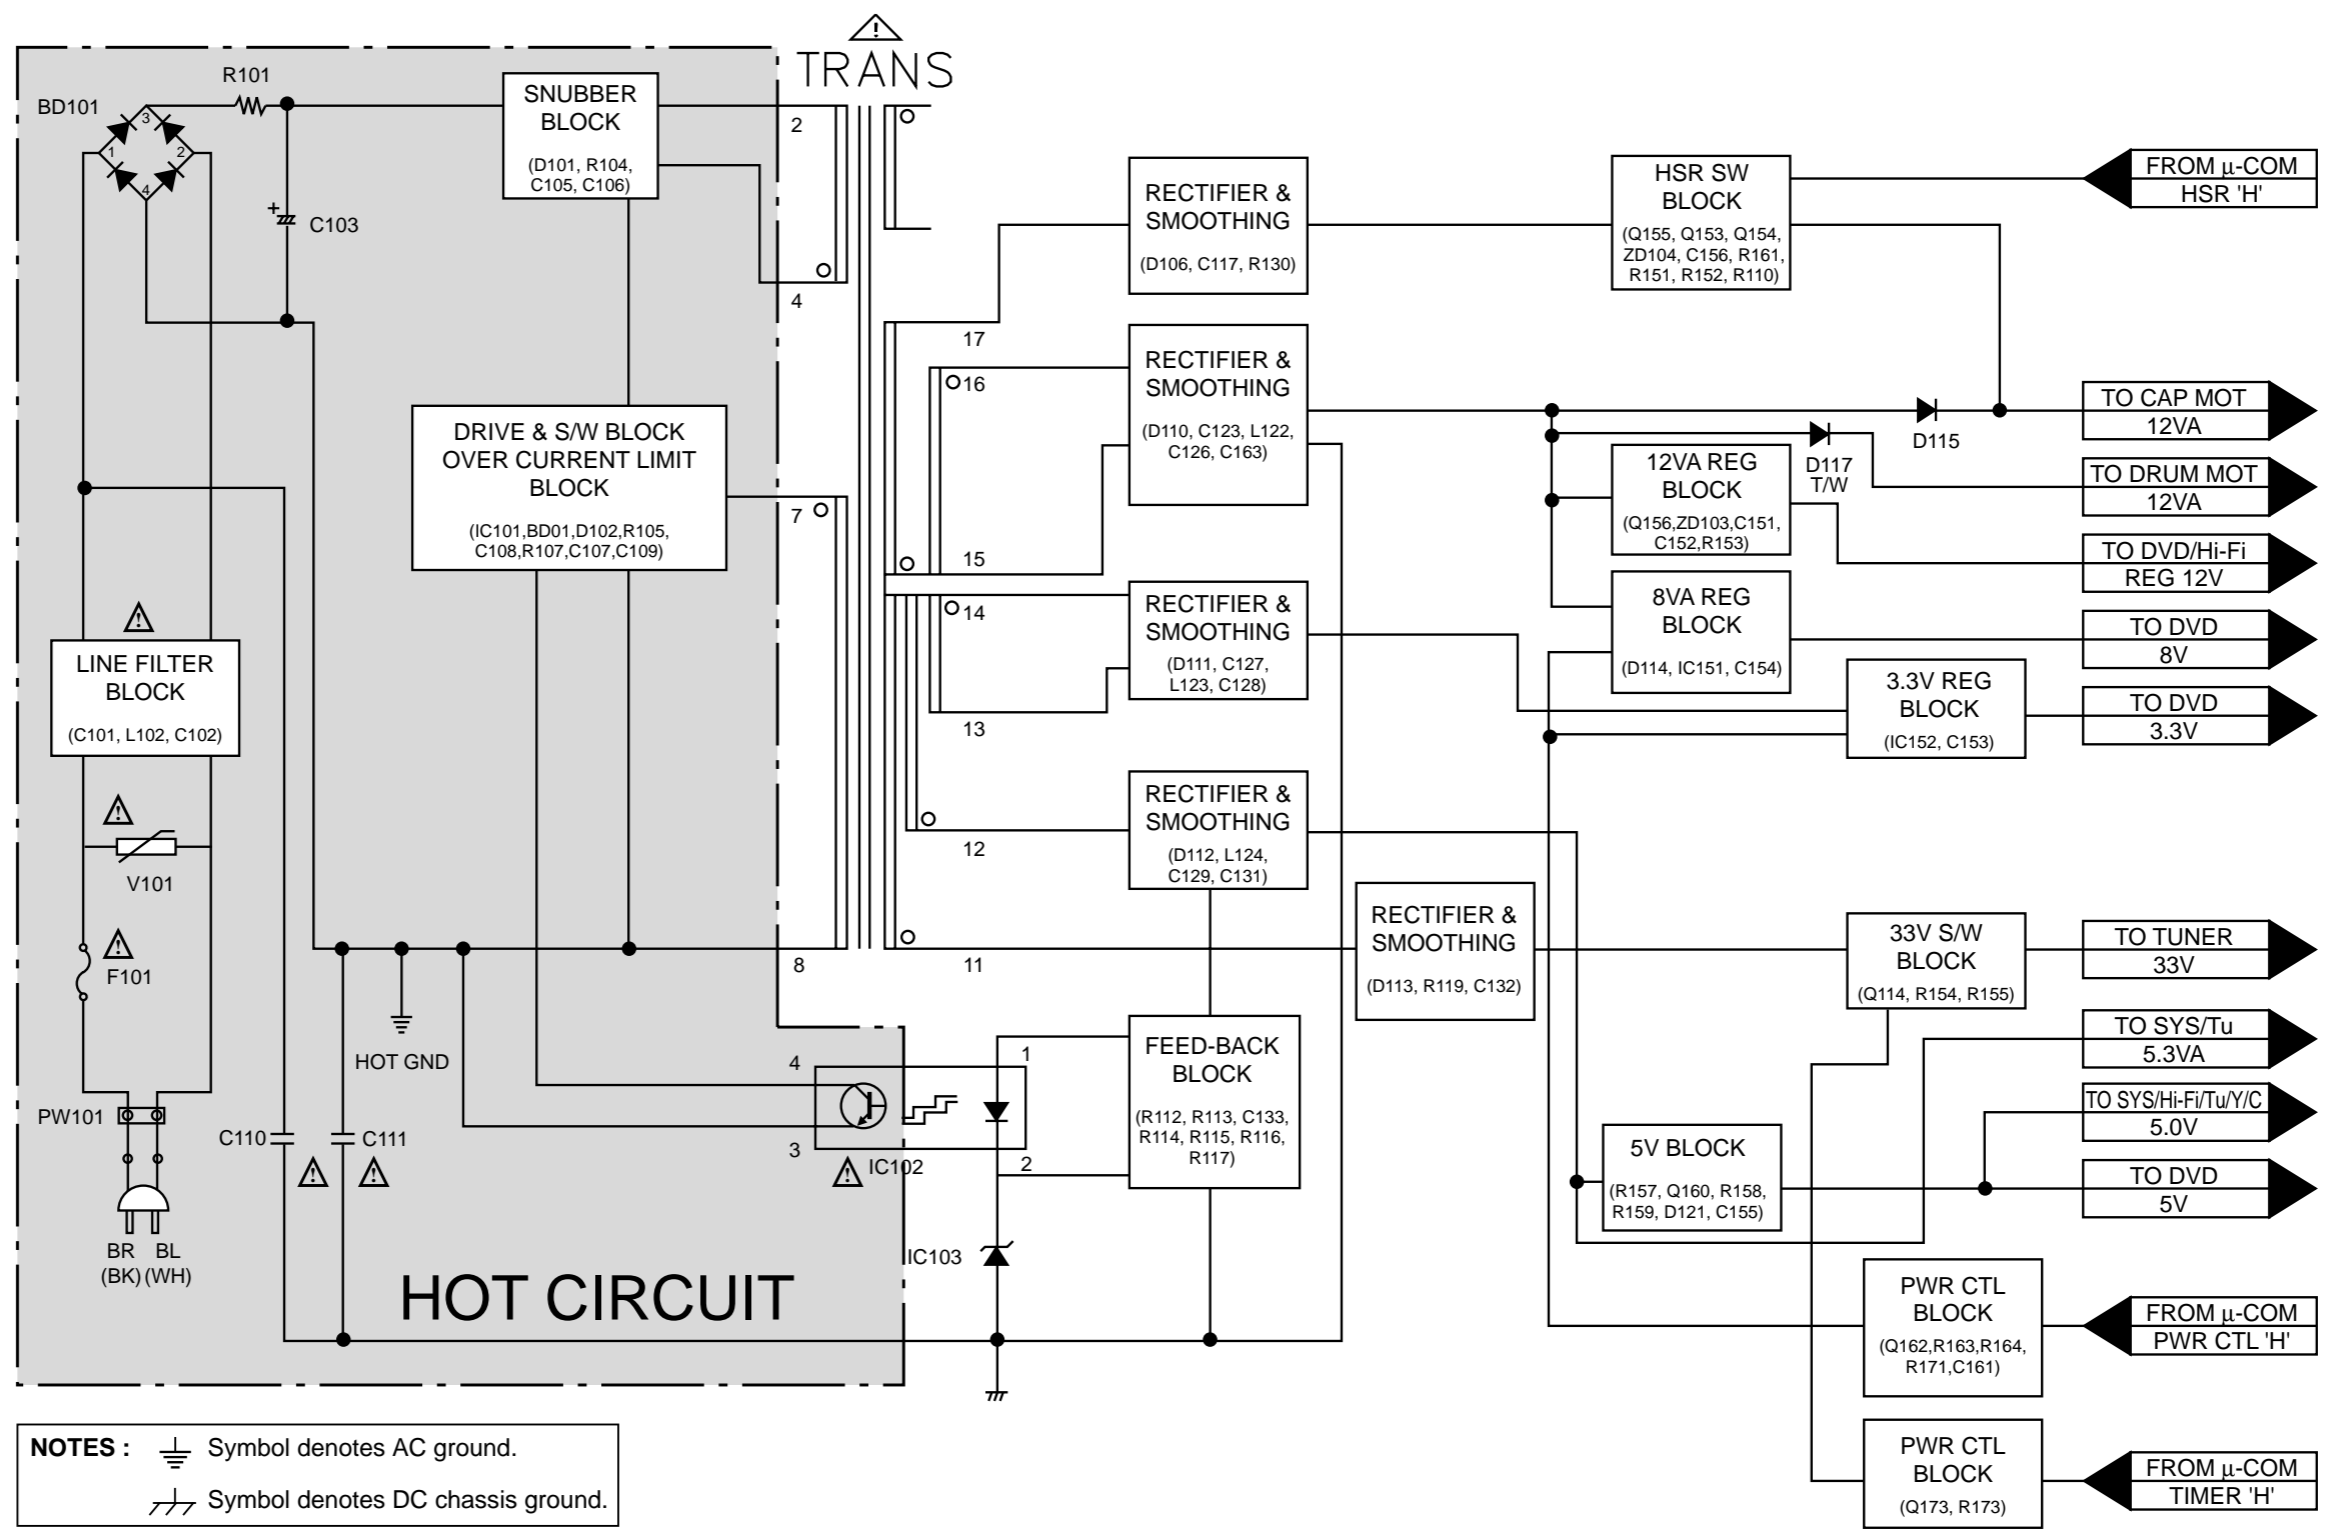 TRANS
R101
BD101
3
1
2
4
C103
SNUBBER
BLOCK
(D101, R104,
C105, C106)
2
4
DRIVE & S/W BLOCK
OVER CURRENT LIMIT
BLOCK
(IC101,BD01,D102,R105,
C108,R107,C107,C109)
7
LINE FILTER
BLOCK
(C101, L102, C102)
V101
F101
8
HOT GND
PW101
C110
C111
BR
BL
(BK)
(WH)
4
3
1
2
IC102
IC103
HOT CIRCUIT
17
16
15
14
13
12
11
RECTIFIER &
SMOOTHING
(D106, C117, R130)
RECTIFIER &
SMOOTHING
(D110, C123, L122,
C126, C163)
RECTIFIER &
SMOOTHING
(D111, C127,
L123, C128)
RECTIFIER &
SMOOTHING
(D112, L124,
C129, C131)
RECTIFIER &
SMOOTHING
(D113, R119, C132)
FEED-BACK
BLOCK
(R112, R113, C133,
R114, R115, R116,
R117)
HSR SW
BLOCK
(Q155, Q153, Q154,
ZD104, C156, R161,
R151, R152, R110)
D115
D117
T/W
12VA REG
BLOCK
(Q156,ZD103,C151,
C152,R153)
8VA REG
BLOCK
(D114, IC151, C154)
3.3V REG
BLOCK
(IC152, C153)
33V S/W
BLOCK
(Q114, R154, R155)
5V BLOCK
(R157, Q160, R158,
R159, D121, C155)
PWR CTL
BLOCK
(Q162,R163,R164,
R171,C161)
PWR CTL
BLOCK
(Q173, R173)
FROM μ-COM
HSR 'H'
TO CAP MOT
12VA
TO DRUM MOT
12VA
TO DVD/Hi-Fi
REG 12V
TO DVD
8V
TO DVD
3.3V
TO TUNER
33V
TO SYS/Tu
5.3VA
TO SYS/Hi-Fi/Tu/Y/C
5.0V
TO DVD
5V
FROM μ-COM
PWR CTL 'H'
FROM μ-COM
TIMER 'H'
NOTES : Symbol denotes AC ground.
Symbol denotes DC chassis ground.